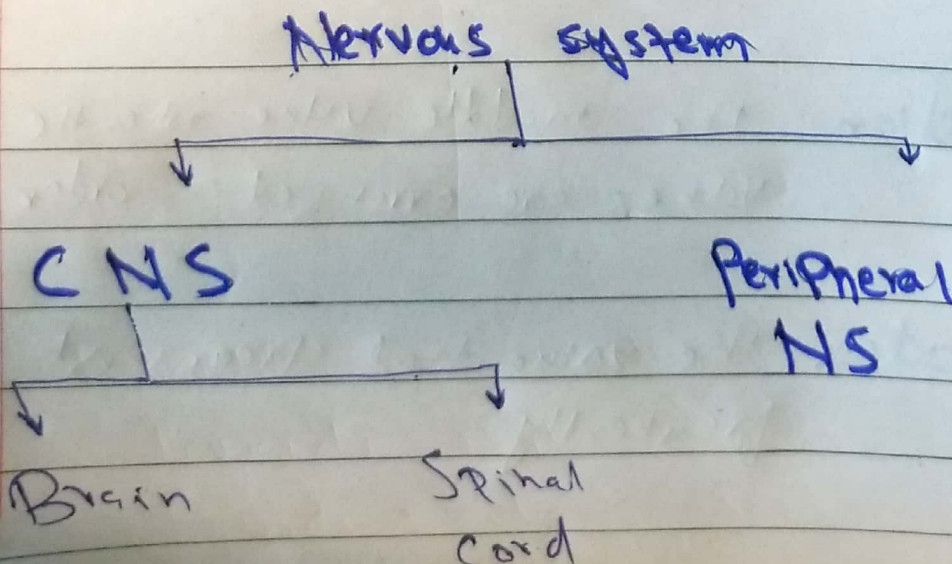 Nervous system
CNS
Peripheral
NS
Brain
Spinal
cord